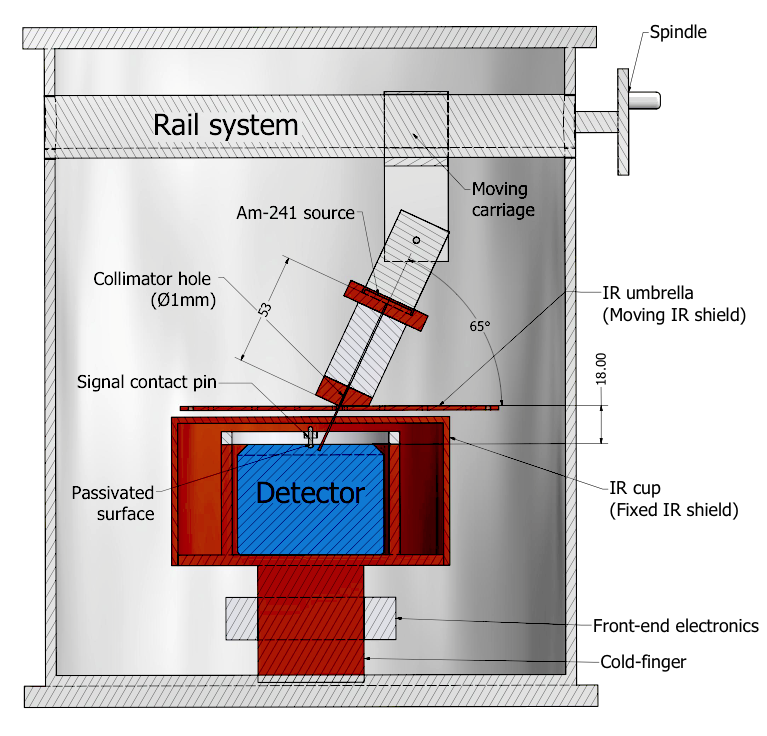 Spindle
Rail system
Moving
carriage
Am-241 source
Collimator hole
(Ø1mm)
53
65°
IR umbrella
(Moving IR shield)
18.00
Signal contact pin
Passivated
surface
Detector
IR cup
(Fixed IR shield)
Front-end electronics
Cold-finger